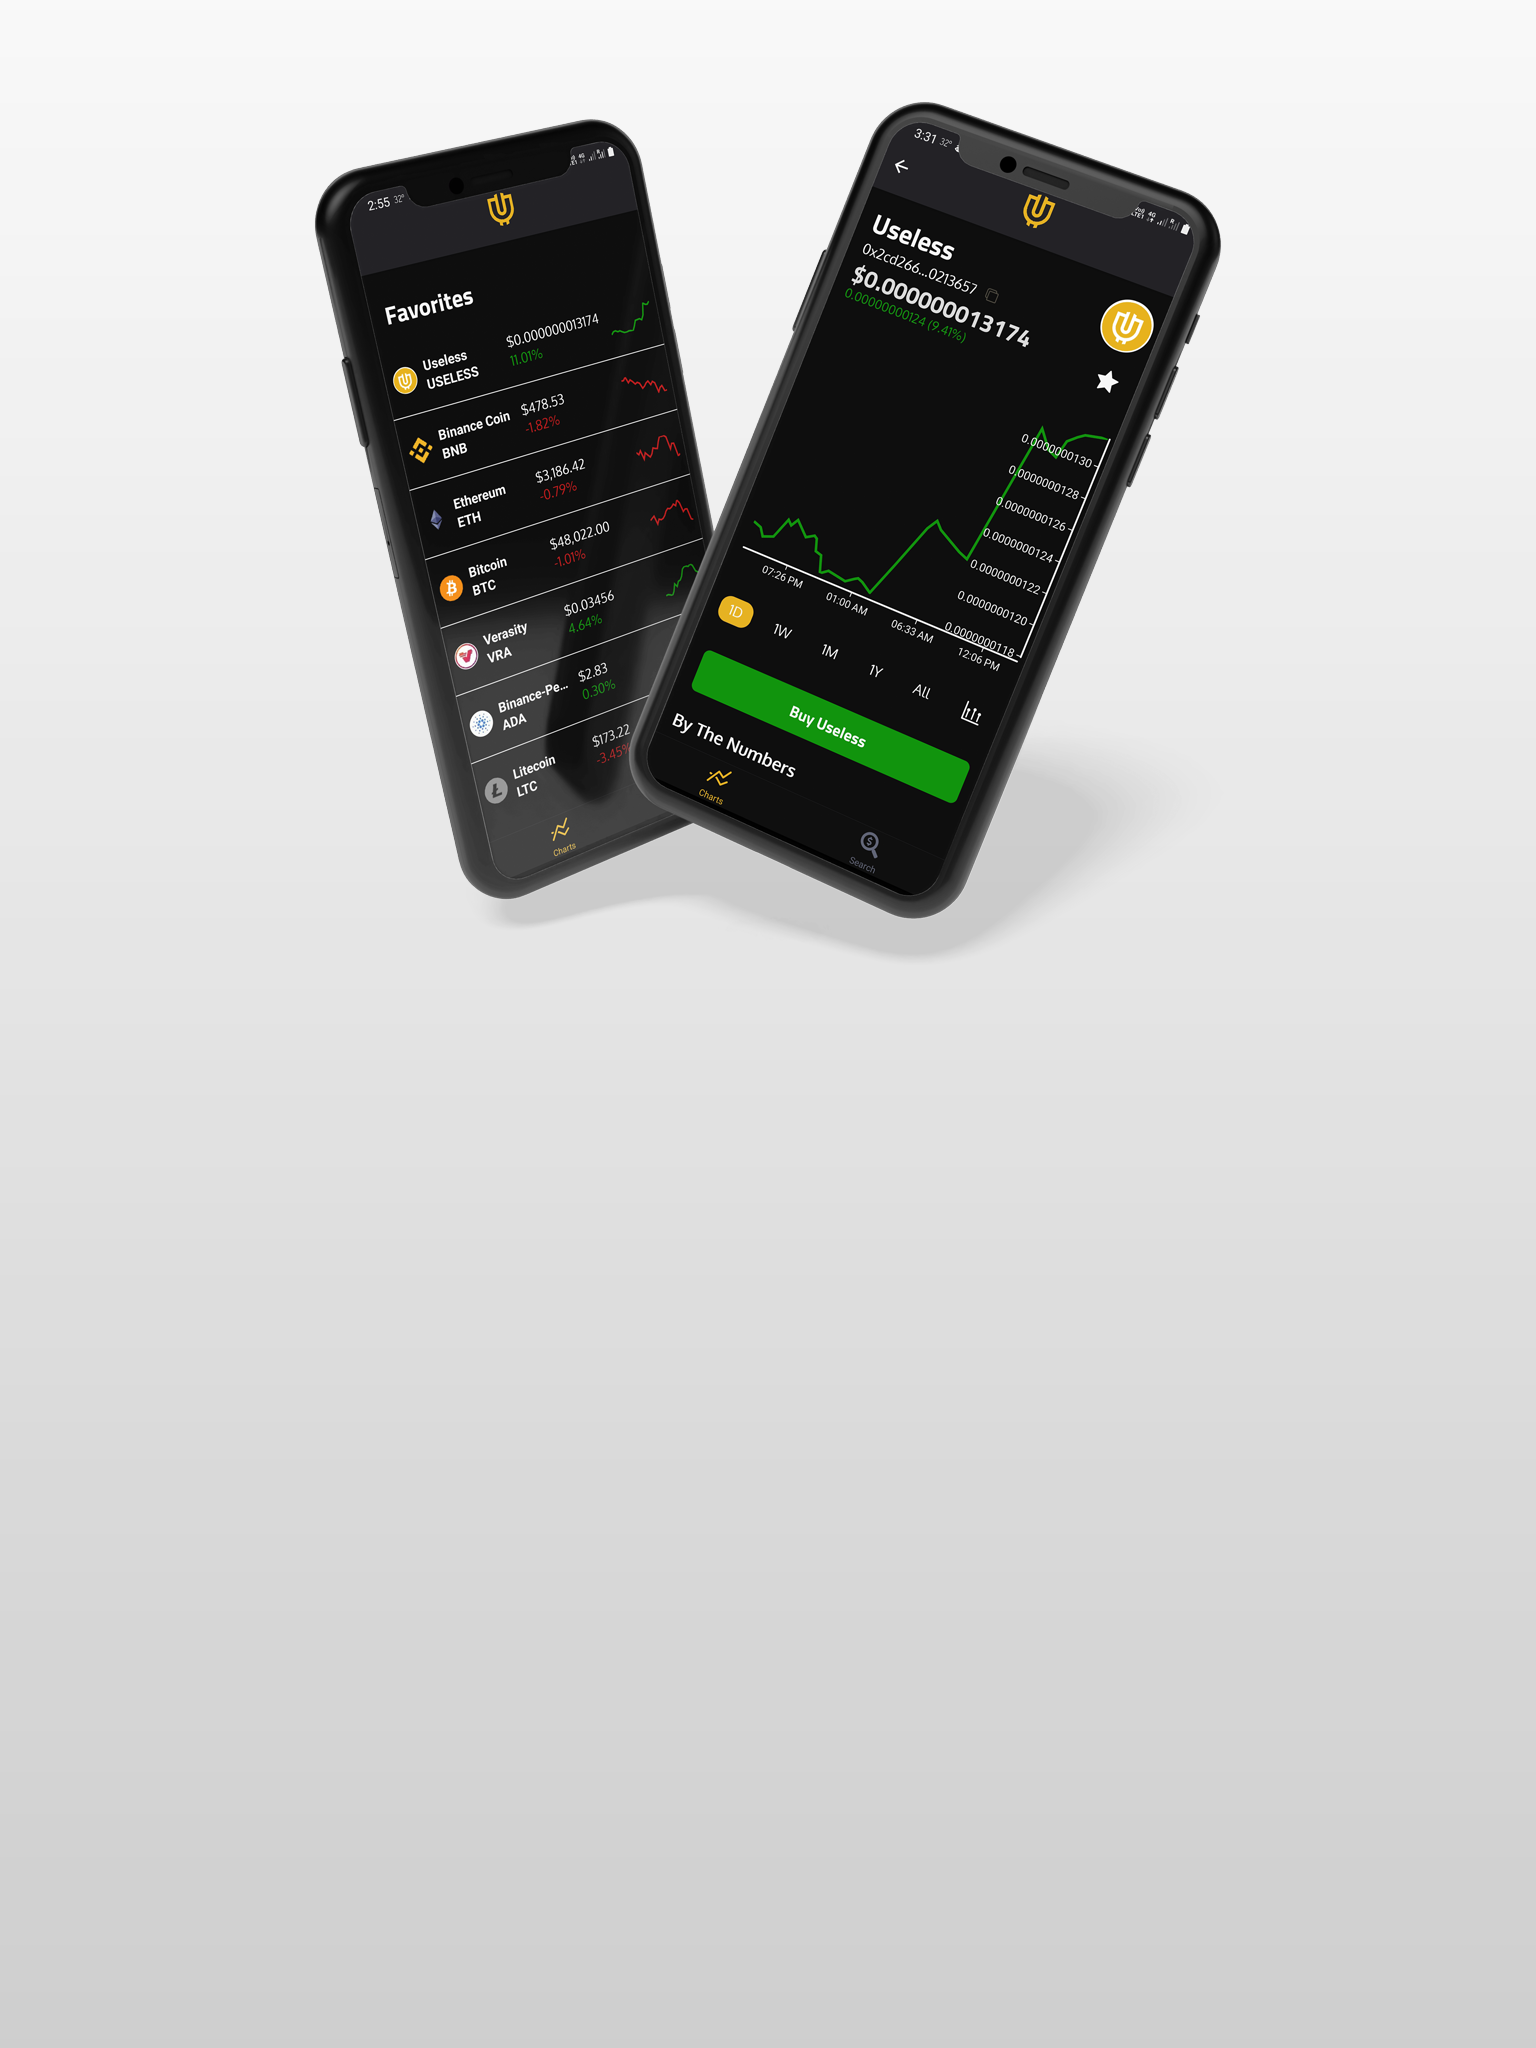 2:55 32°
Favorites
Useless
USELESS
$0.000000013174
11.01%
Binance Coin
BNB
$478.53
-1.82%
Ethereum
ETH
$3,186.42
-0.79%
Bitcoin
BTC
$48,022.00
-1.01%
Verasity
VRA
$0.03456
4.64%
Binance-Pe...
ADA
$2.83
0.30%
Litecoin
LTC
$173.22
-3.45%
Charts
3:31 32°
4G
R
Useless
0x2cd266...0213657
$0.000000013174
0.00000000124 (9.41%)
0.0000000130
0.0000000128
0.0000000126
0.0000000124
0.0000000122
0.0000000120
0.0000000118
07:26 PM
01:00 AM
06:33 AM
12:06 PM
1D
1W
1M
1Y
All
Buy Useless
By The Numbers
Charts
Search